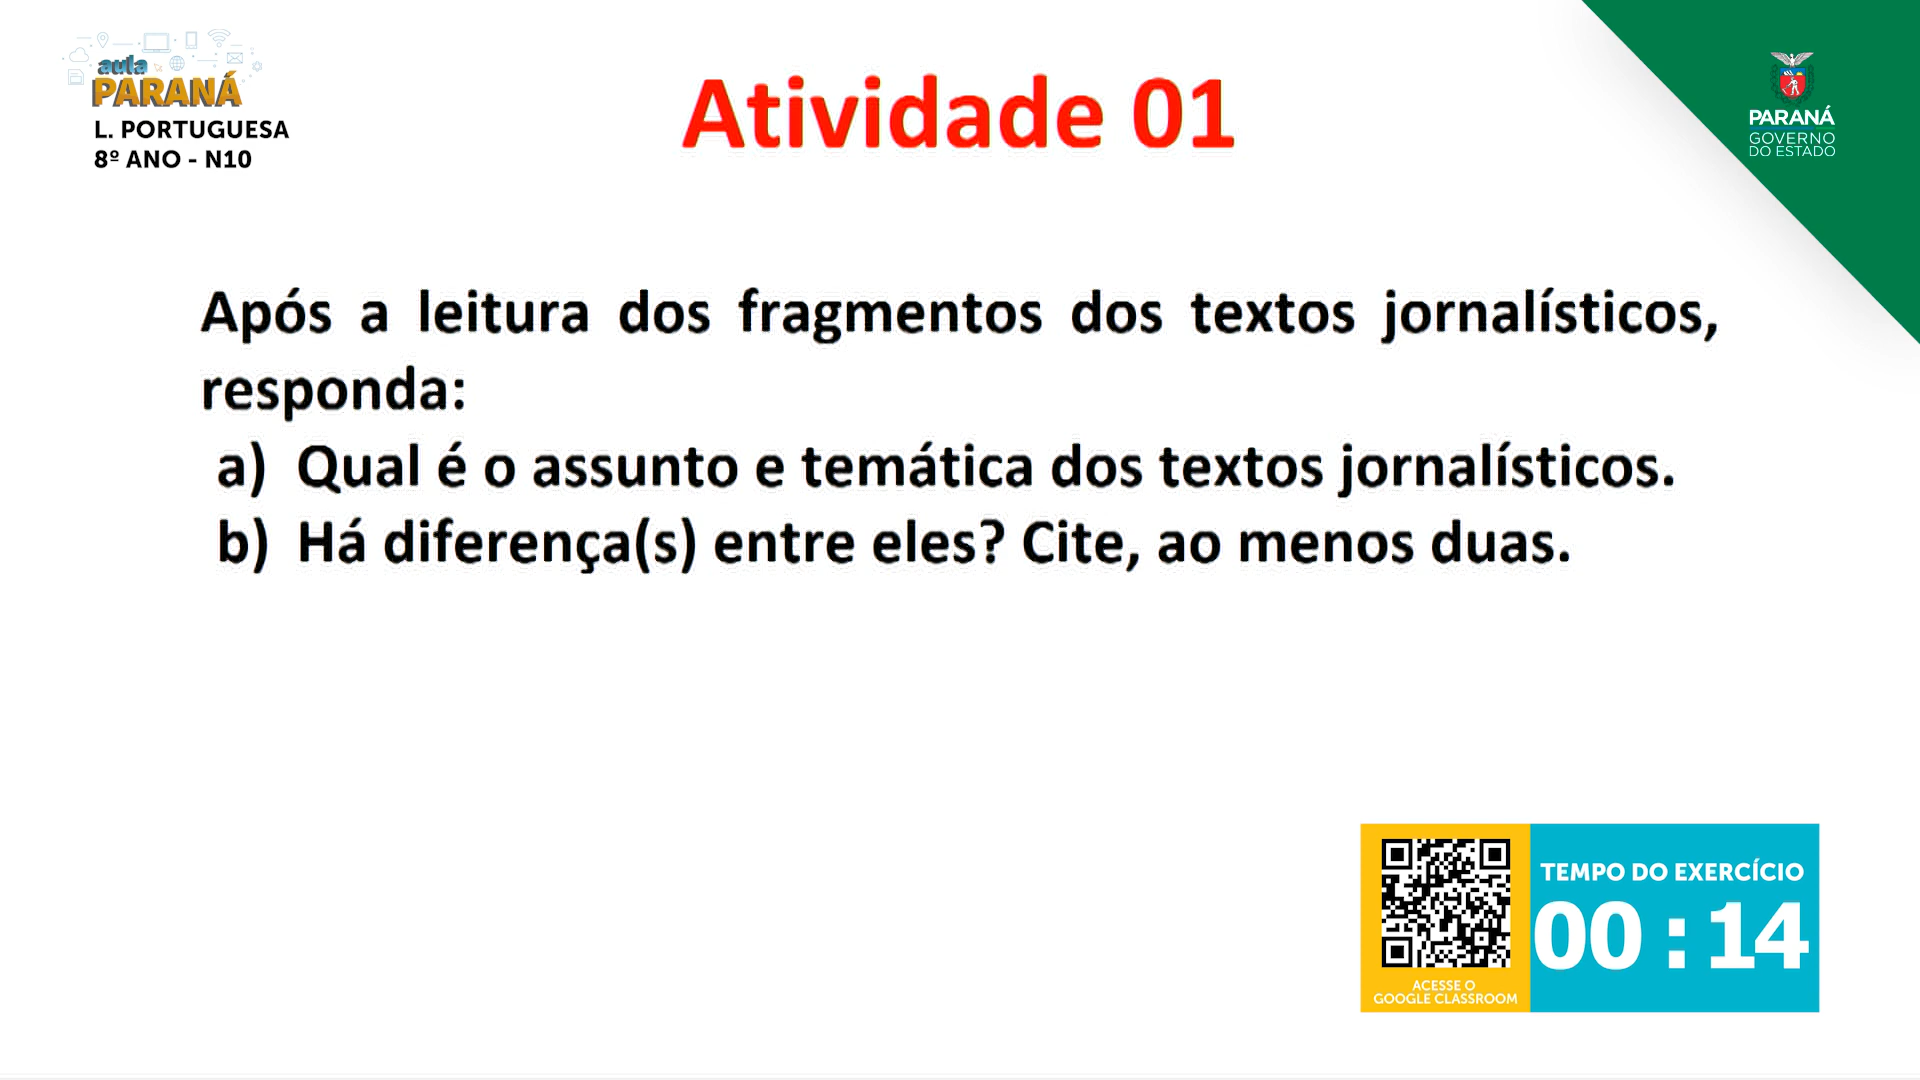 aula
PARANÁ
L. PORTUGUESA
8º ANO - N10
Atividade 01
PARANÁ
GOVERNO
DO ESTADO
Após a leitura dos fragmentos dos textos jornalísticos,
responda:
a) Qual é o assunto e temática dos textos jornalísticos.
b) Há diferença(s) entre eles? Cite, ao menos duas.
TEMPO DO EXERCÍCIO
00 : 14
ACESSE O
GOOGLE CLASSROOM